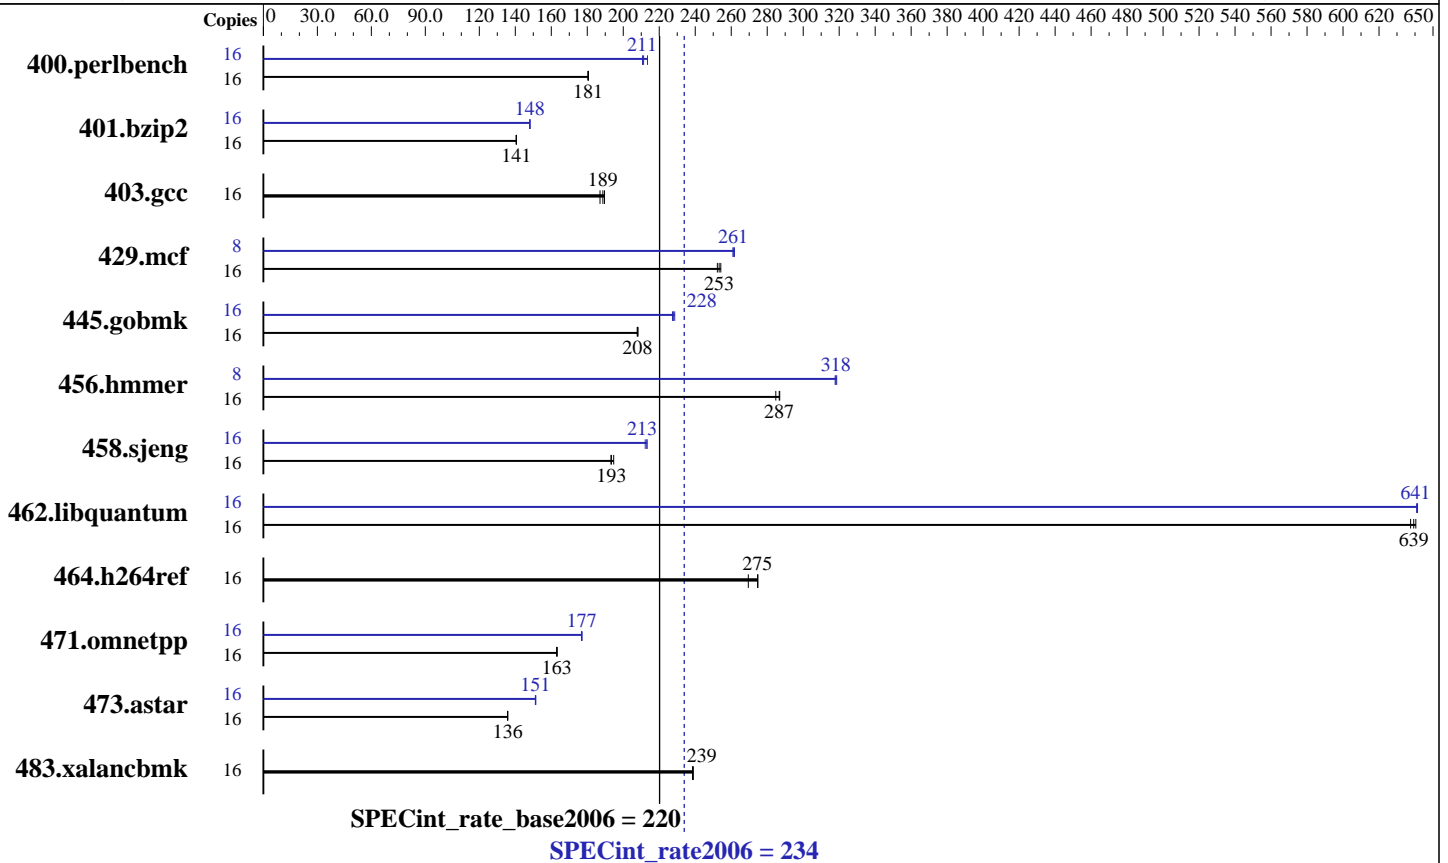 Copies 0 30.0 60.0 90.0 120 140 160 180 200 220 240 260 280 300 320 340 360 380 400 420 440 460 480 500 520 540 560 580 600 620 650
400.perlbench 16 211
16 181
401.bzip2 16 148
16 141
403.gcc 16 189
429.mcf 8 261
16 253
445.gobmk 16 228
16 208
456.hmmer 8 318
16 287
458.sjeng 16 213
16 193
462.libquantum 16 641
16 639
464.h264ref 16 275
471.omnetpp 16 177
16 163
473.astar 16 151
16 136
483.xalancbmk 16 239
SPECint_rate_base2006 = 220
SPECint_rate2006 = 234